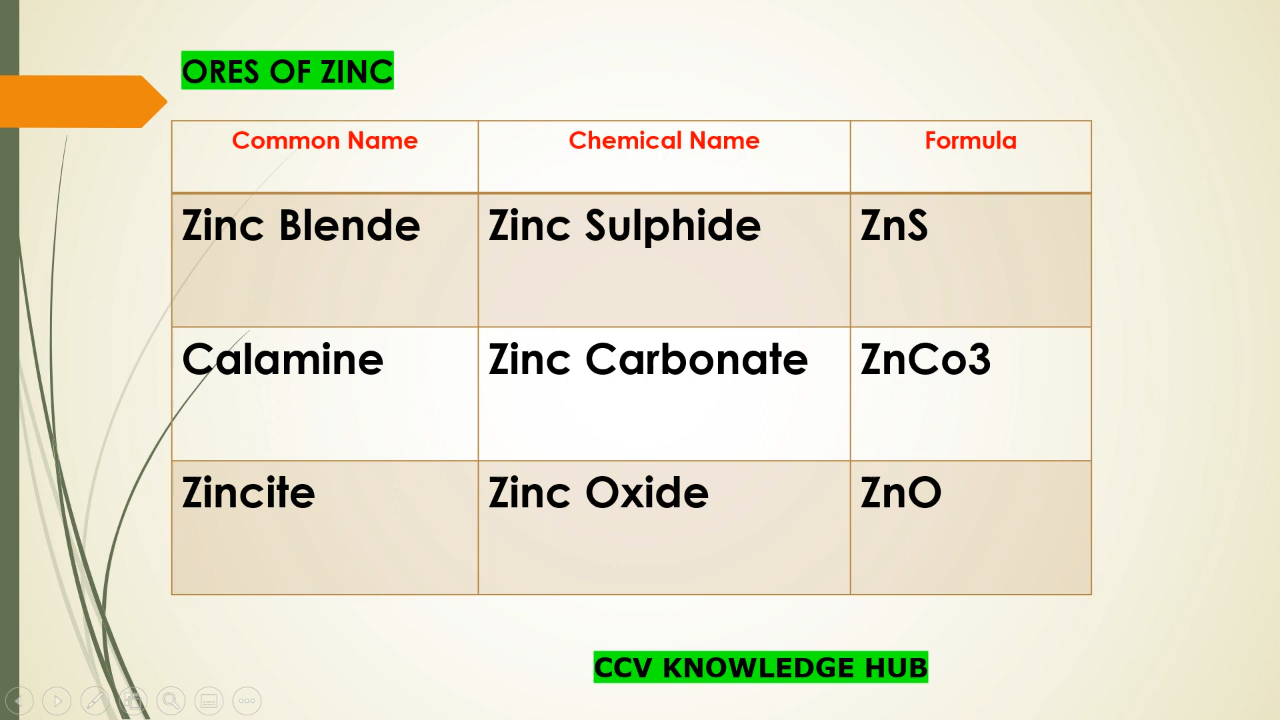 ORES OF ZINC
Common Name Chemical Name Formula
Zinc Blende Zinc Sulphide ZnS
Calamine Zinc Carbonate ZnCo3
Zincite Zinc Oxide ZnO
CCV KNOWLEDGE HUB